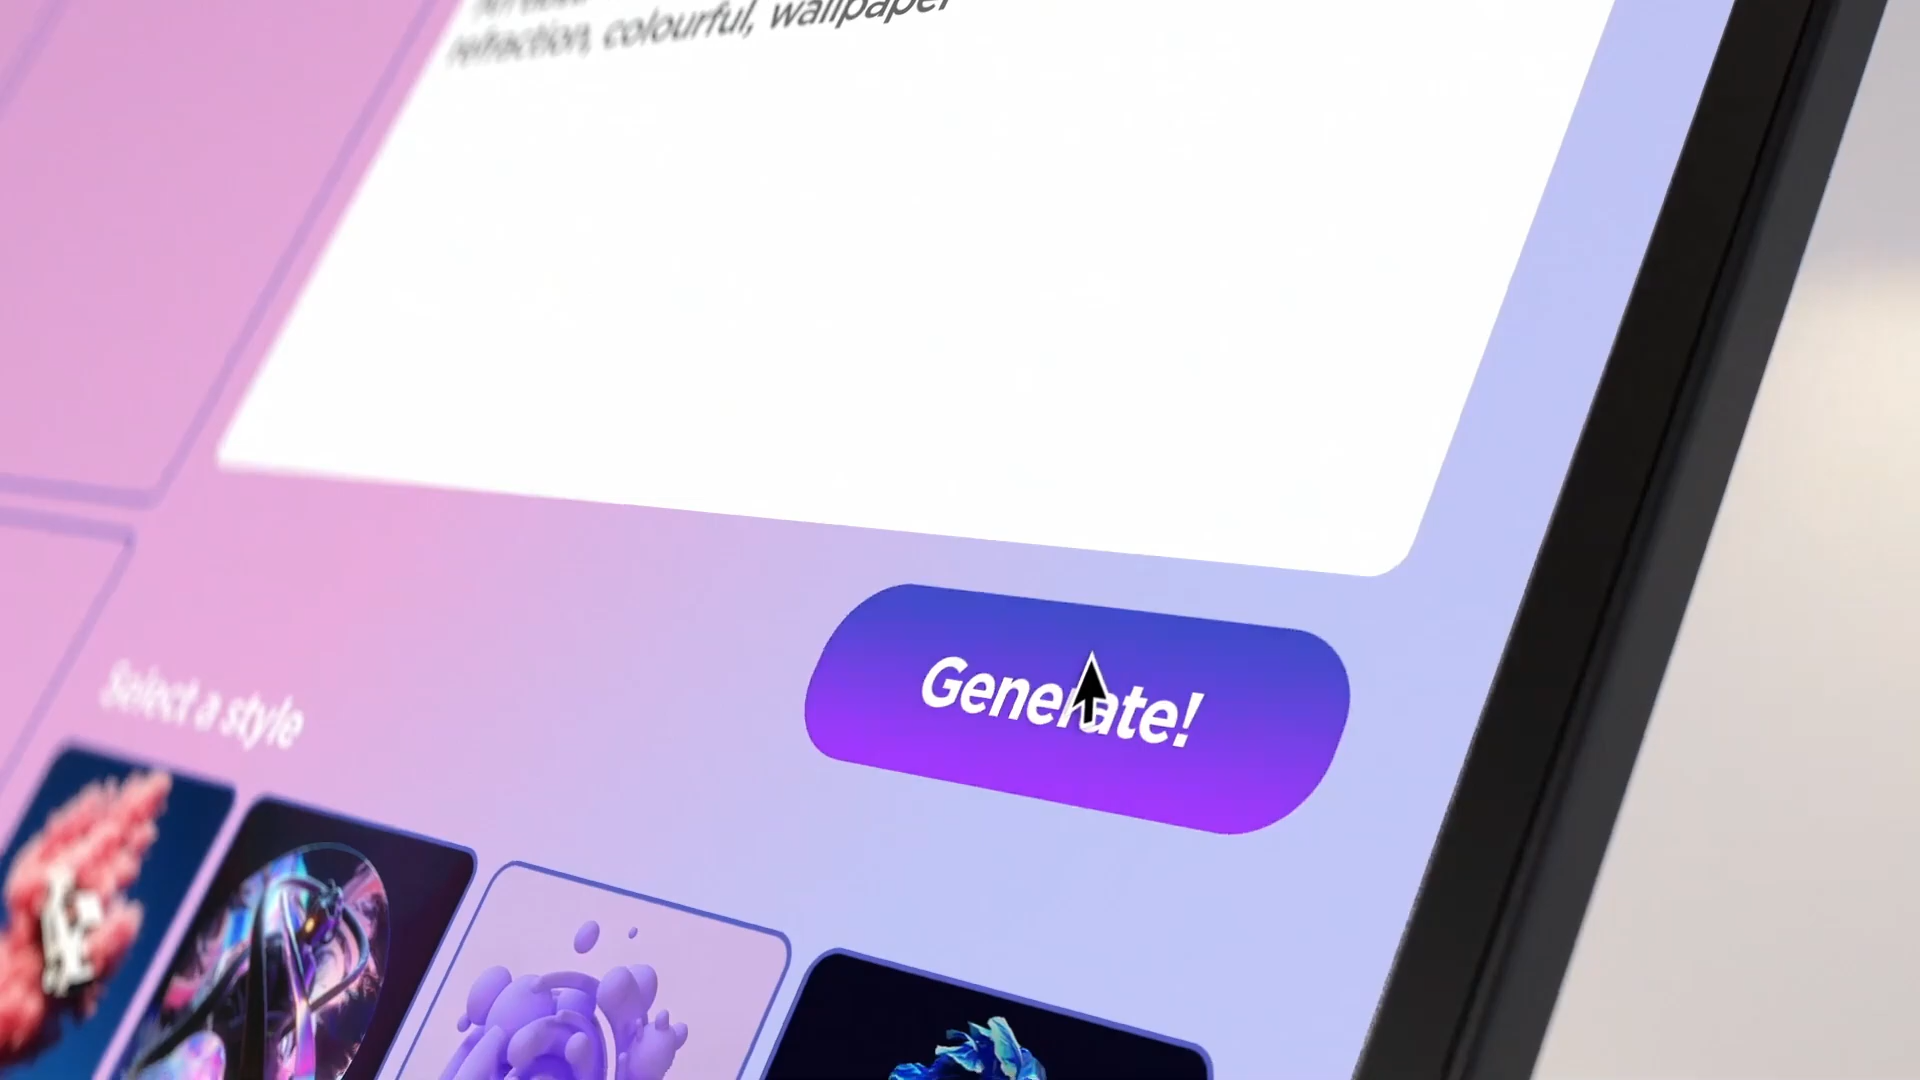 refraction, colourful, wallpaper
Generate!
Select a style